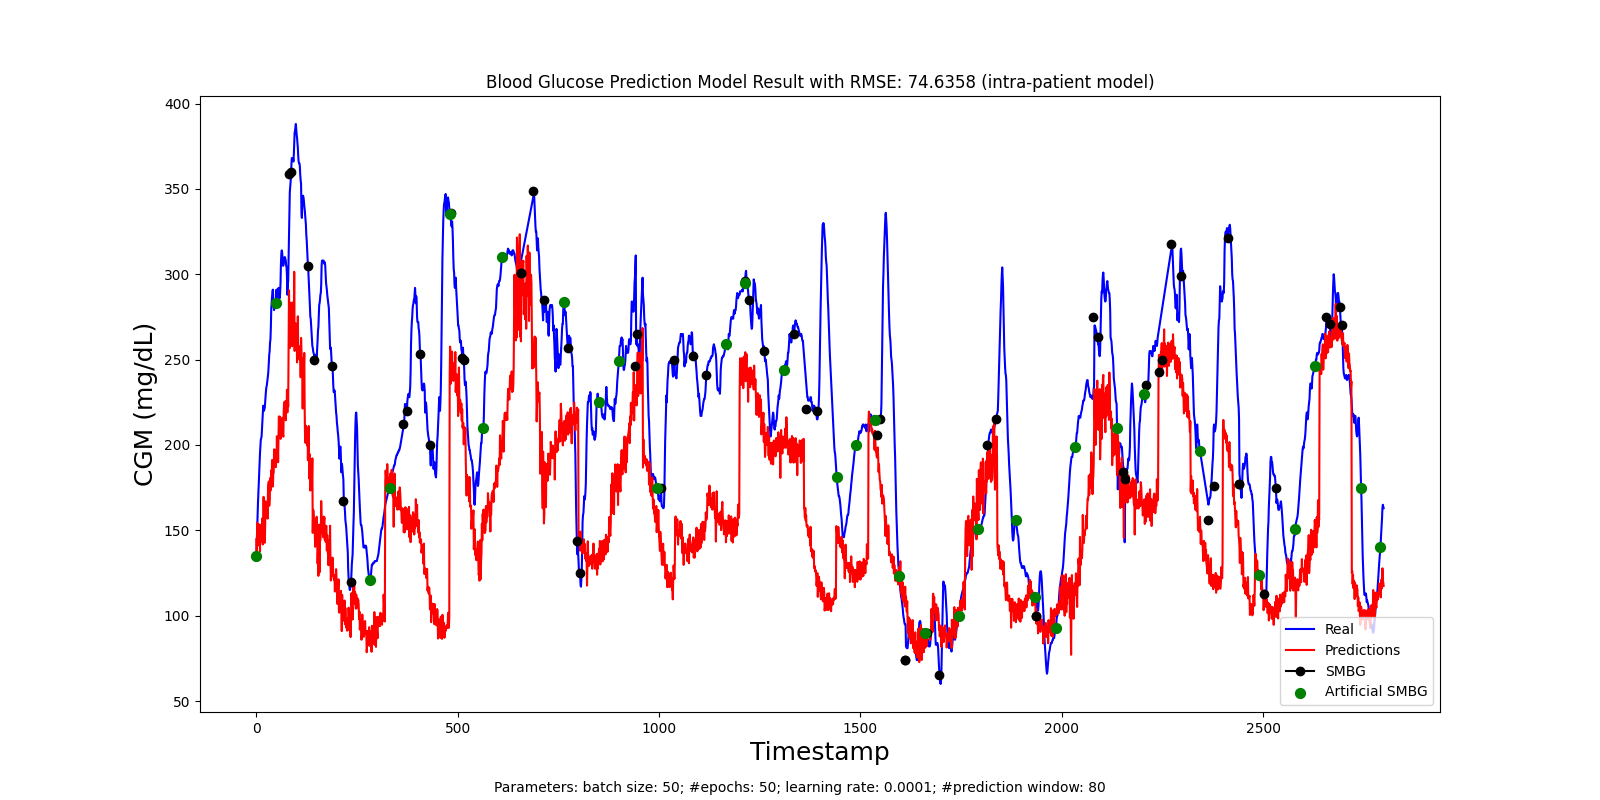 Blood Glucose Prediction Model Result with RMSE: 74.6358 (intra-patient model)
400
350
300
250
200
150
100
50
CGM (mg/dL)
0
500
1000
1500
2000
2500
Timestamp
Real
Predictions
SMBG
Artificial SMBG
Parameters: batch size: 50; #epochs: 50; learning rate: 0.0001; #prediction window: 80